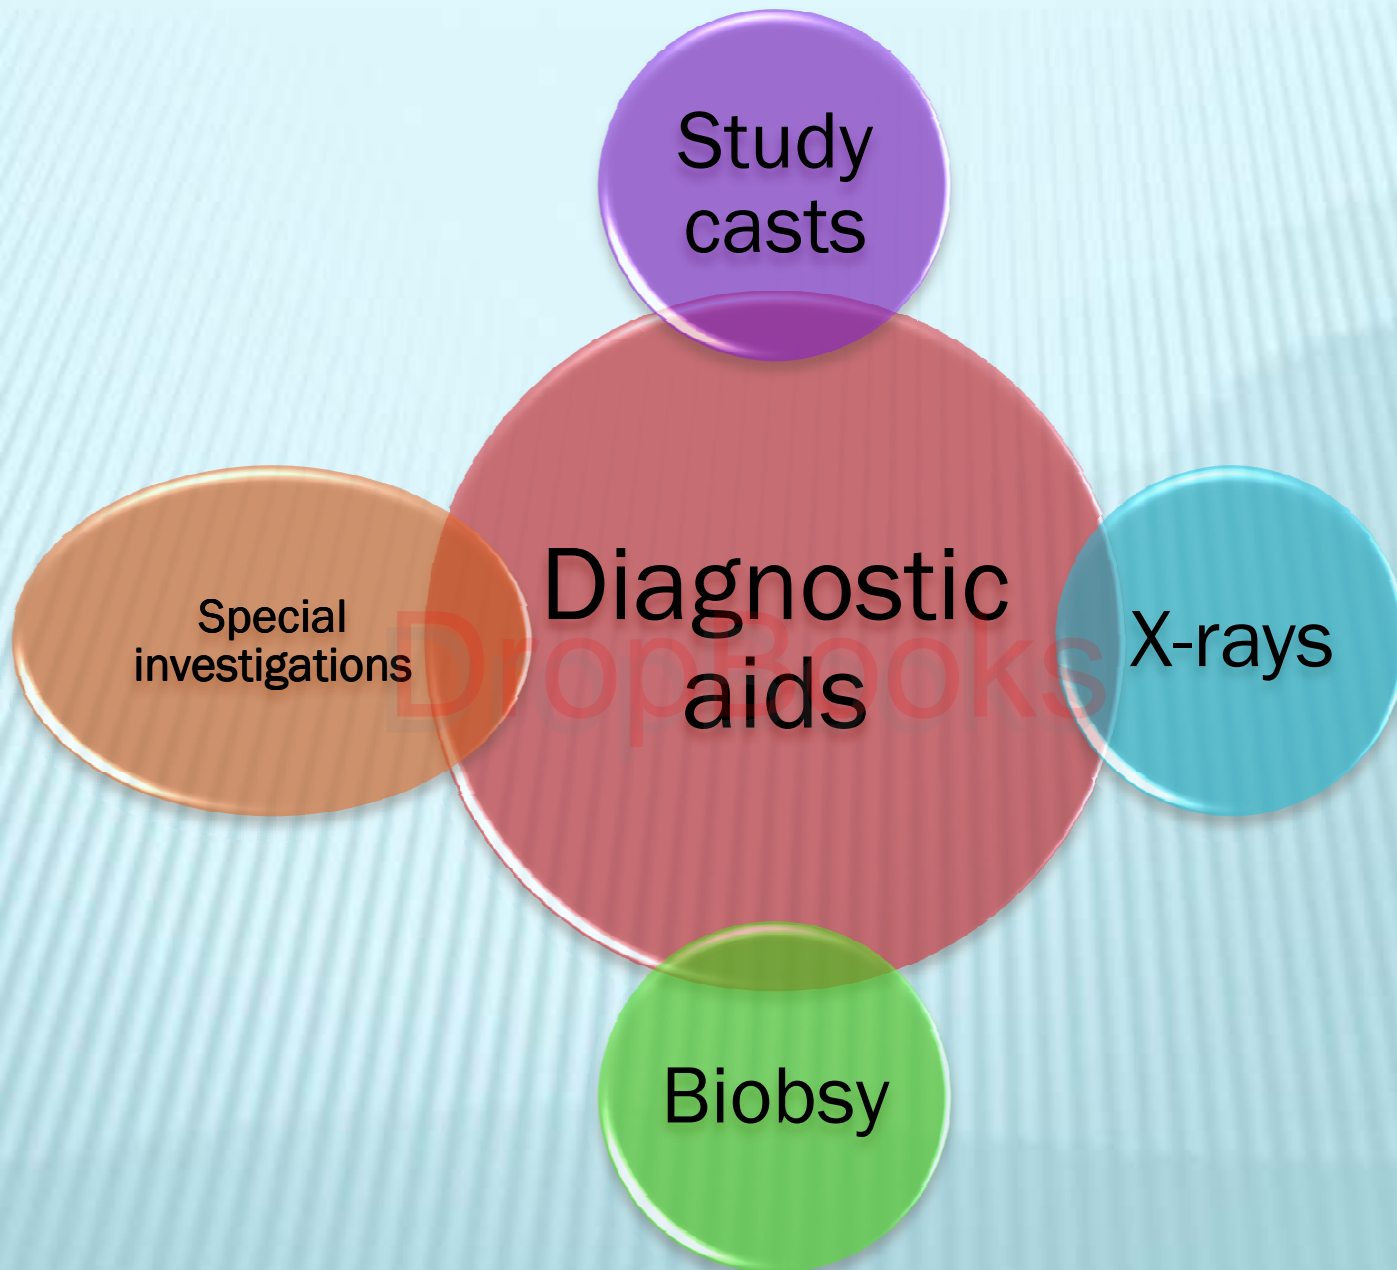 Study
casts
Special
investigations
Diagnostic
aids
X-rays
DropBooks
Biobsy